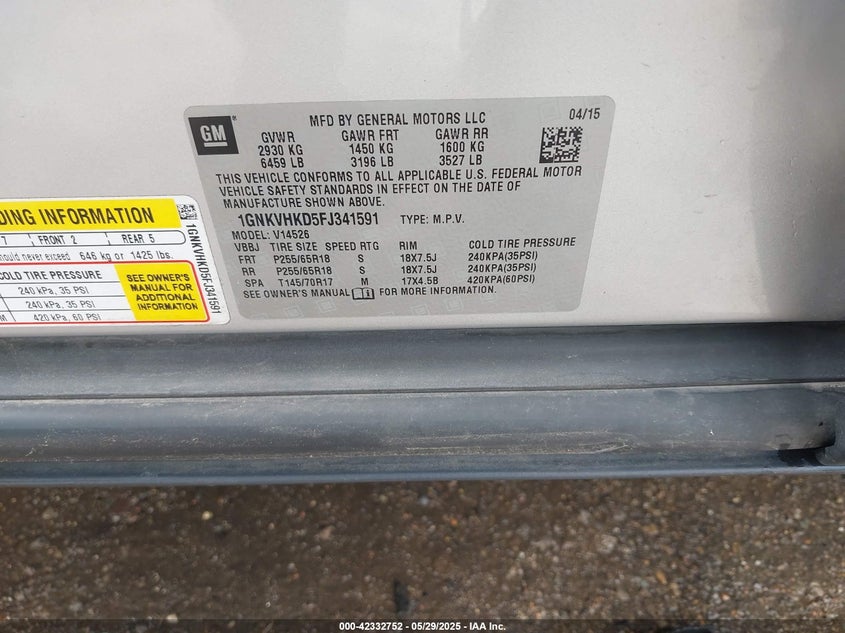 GM
MFD BY GENERAL MOTORS LLC
04/15
GVWR GAWR FRT GAWR RR
2930 KG 1450 KG 1600 KG
6459 LB 3196 LB 3527 LB
THIS VEHICLE CONFORMS TO ALL APPLICABLE U.S. FEDERAL MOTOR
VEHICLE SAFETY STANDARDS IN EFFECT ON THE DATE OF
MANUFACTURE SHOWN ABOVE.
1GNKVHKD5FJ341591 TYPE: M.P.V.
MODEL: V14526
VBBJ TIRE SIZE SPEED RTG RIM COLD TIRE PRESSURE
FRT P255/65R18 S 18X7.5J 240KPA(35PSI)
RR P255/65R18 S 18X7.5J 240KPA(35PSI)
SPA T145/70R17 M 17X4.5B 420KPA(60PSI)
SEE OWNER'S MANUAL FOR MORE INFORMATION.
DING INFORMATION
FRONT 2 REAR 5
should never exceed 646 kg or 1425 lbs.
COLD TIRE PRESSURE
240 kPa, 35 PSI
240 kPa, 35 PSI
M 420 kPa, 60 PSI
SEE OWNER'S
MANUAL FOR
ADDITIONAL
INFORMATION
1GNKVHKD5FJ341591
000-42332752 - 05/29/2025 - IAA Inc.